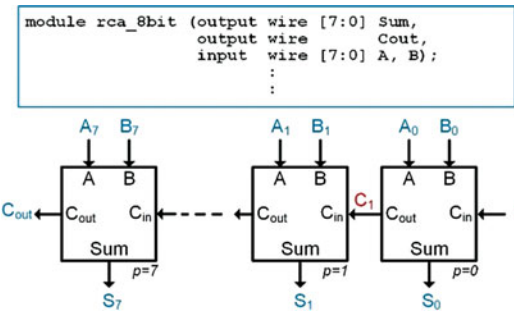 module rca_8bit (output wire [7:0] Sum,
output wire Cout,
input wire [7:0] A, B);
:
:
A7 B7 A1 B1 A0 B0
A B A B A B
Cout Cout Cin Cout Cin C1 Cout Cin
Sum Sum Sum
p=7 p=1 p=0
S7 S1 S0